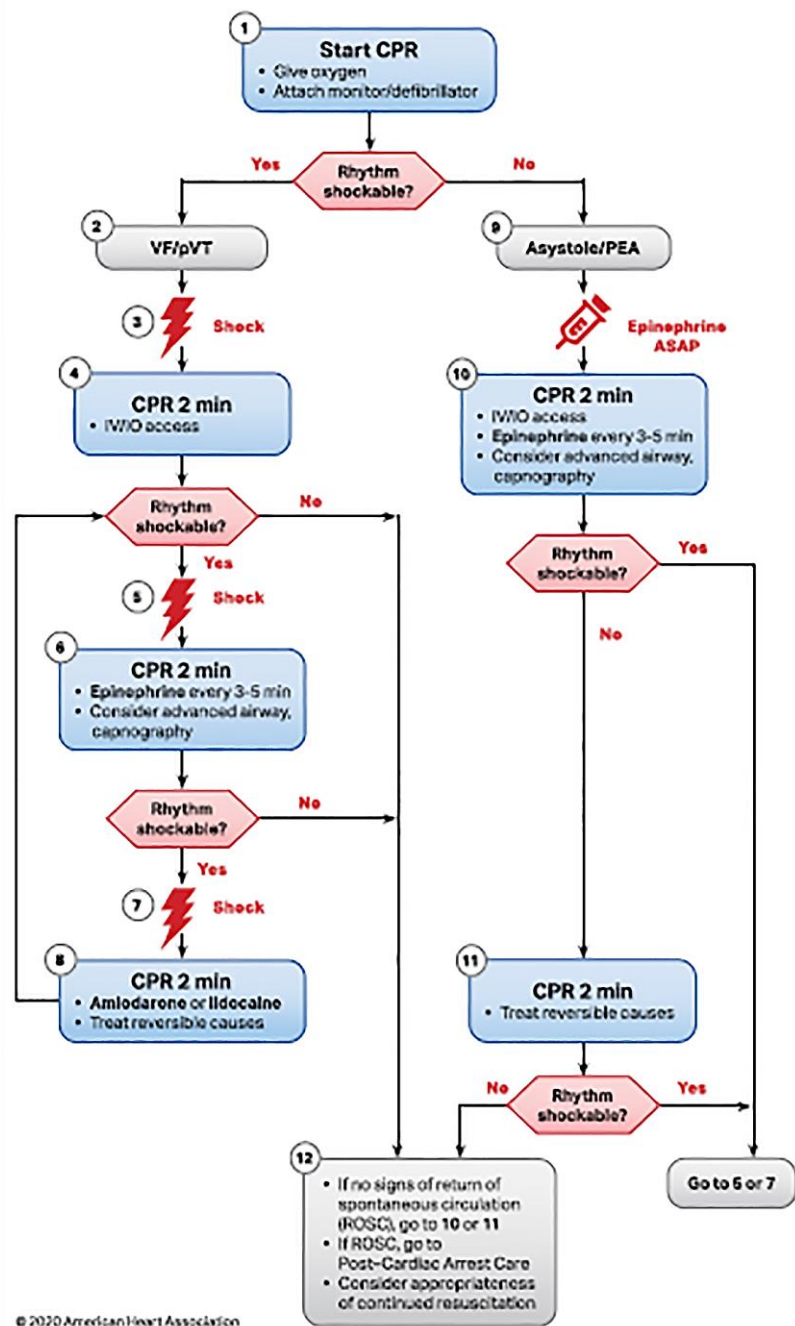 1
Start CPR
• Give oxygen
• Attach monitor/defibrillator
Yes
Rhythm
shockable?
No
2
VF/pVT
9
Asystole/PEA
3
Shock
Epinephrine
ASAP
4
CPR 2 min
• IV/IO access
10
CPR 2 min
• IV/IO access
• Epinephrine every 3-5 min
• Consider advanced airway,
capnography
Rhythm
shockable?
No
Yes
5
Shock
Rhythm
shockable?
Yes
No
6
CPR 2 min
• Epinephrine every 3-5 min
• Consider advanced airway,
capnography
Rhythm
shockable?
No
Yes
7
Shock
8
CPR 2 min
• Amiodarone or lidocaine
• Treat reversible causes
11
CPR 2 min
• Treat reversible causes
No
Rhythm
shockable?
Yes
12
• If no signs of return of
spontaneous circulation
(ROSC), go to 10 or 11
• If ROSC, go to
Post-Cardiac Arrest Care
• Consider appropriateness
of continued resuscitation
Go to 5 or 7
© 2020 American Heart Association